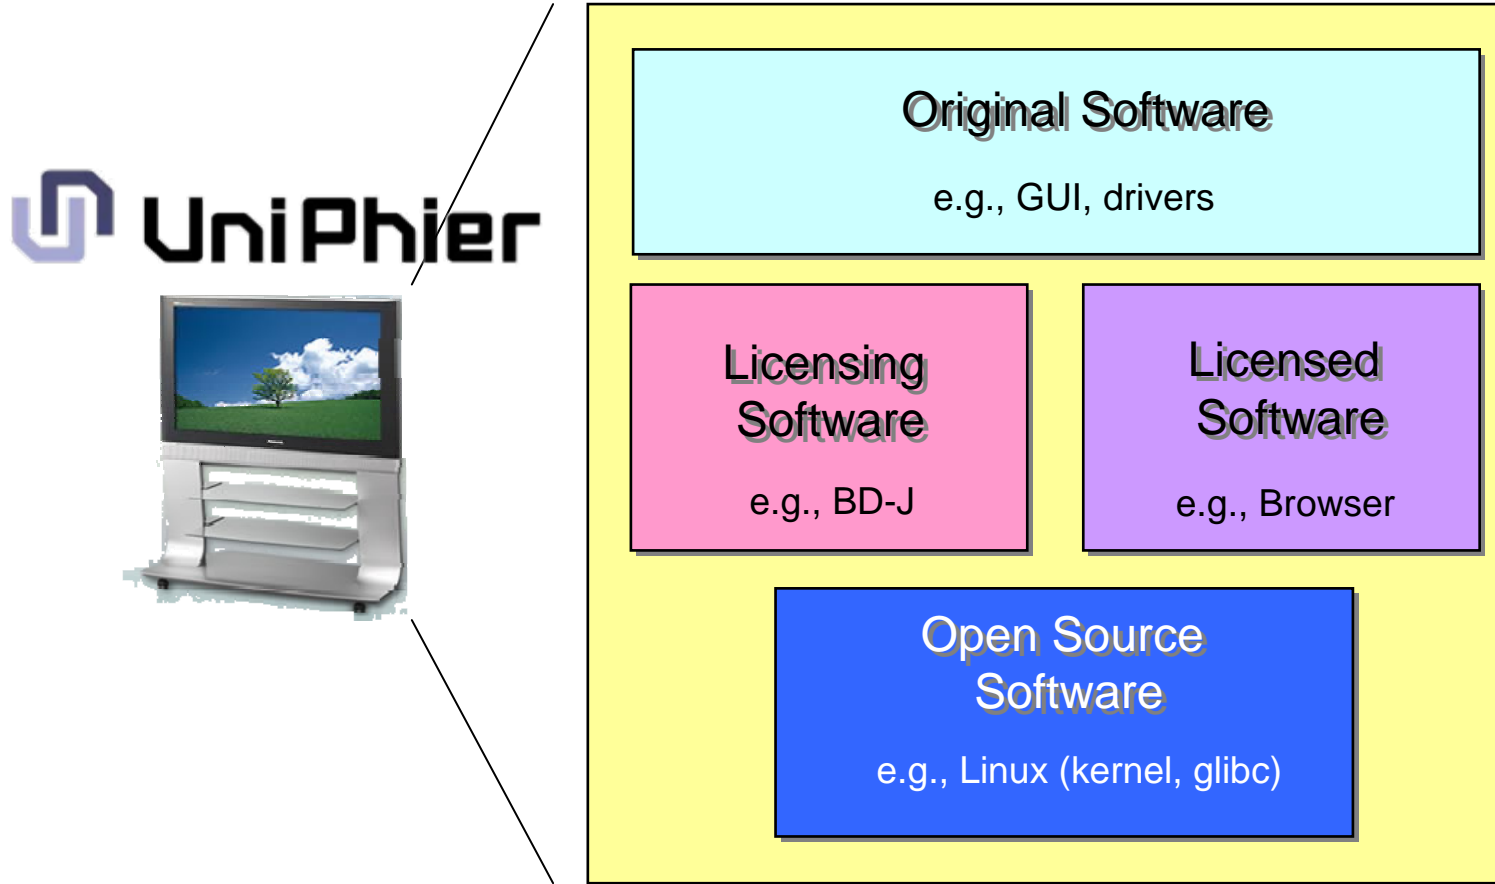 UniPhier
Original Software
e.g., GUI, drivers
Licensing
Software
e.g., BD-J
Licensed
Software
e.g., Browser
Open Source
Software
e.g., Linux (kernel, glibc)